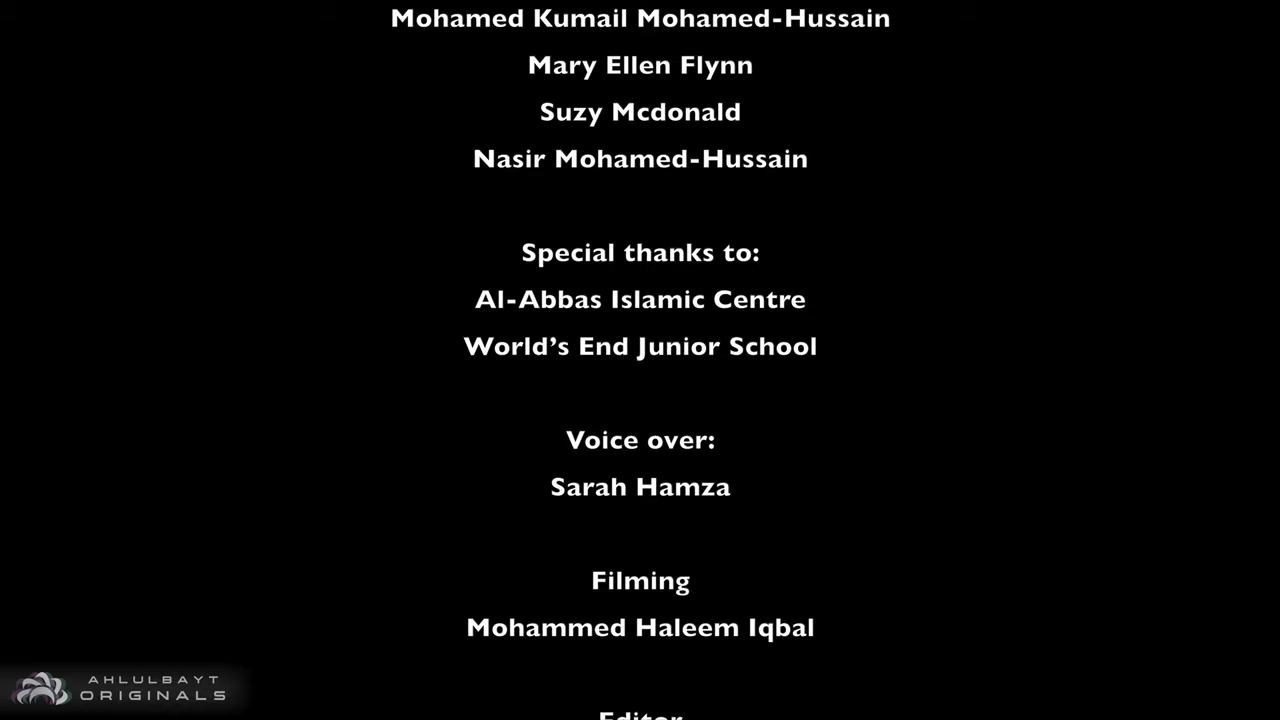 Mohamed Kumail Mohamed-Hussain
Mary Ellen Flynn
Suzy Mcdonald
Nasir Mohamed-Hussain
Special thanks to:
Al-Abbas Islamic Centre
World’s End Junior School
Voice over:
Sarah Hamza
Filming
Mohammed Haleem Iqbal
AHLULBAYT
ORIGINALS
Editor